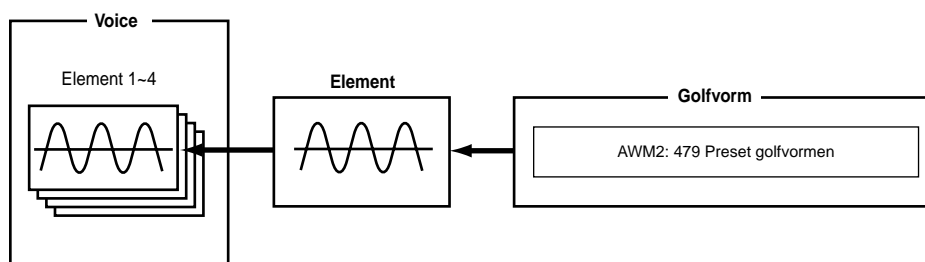 Voice
Element 1~4
Element
Golfvorm
AWM2: 479 Preset golfvormen